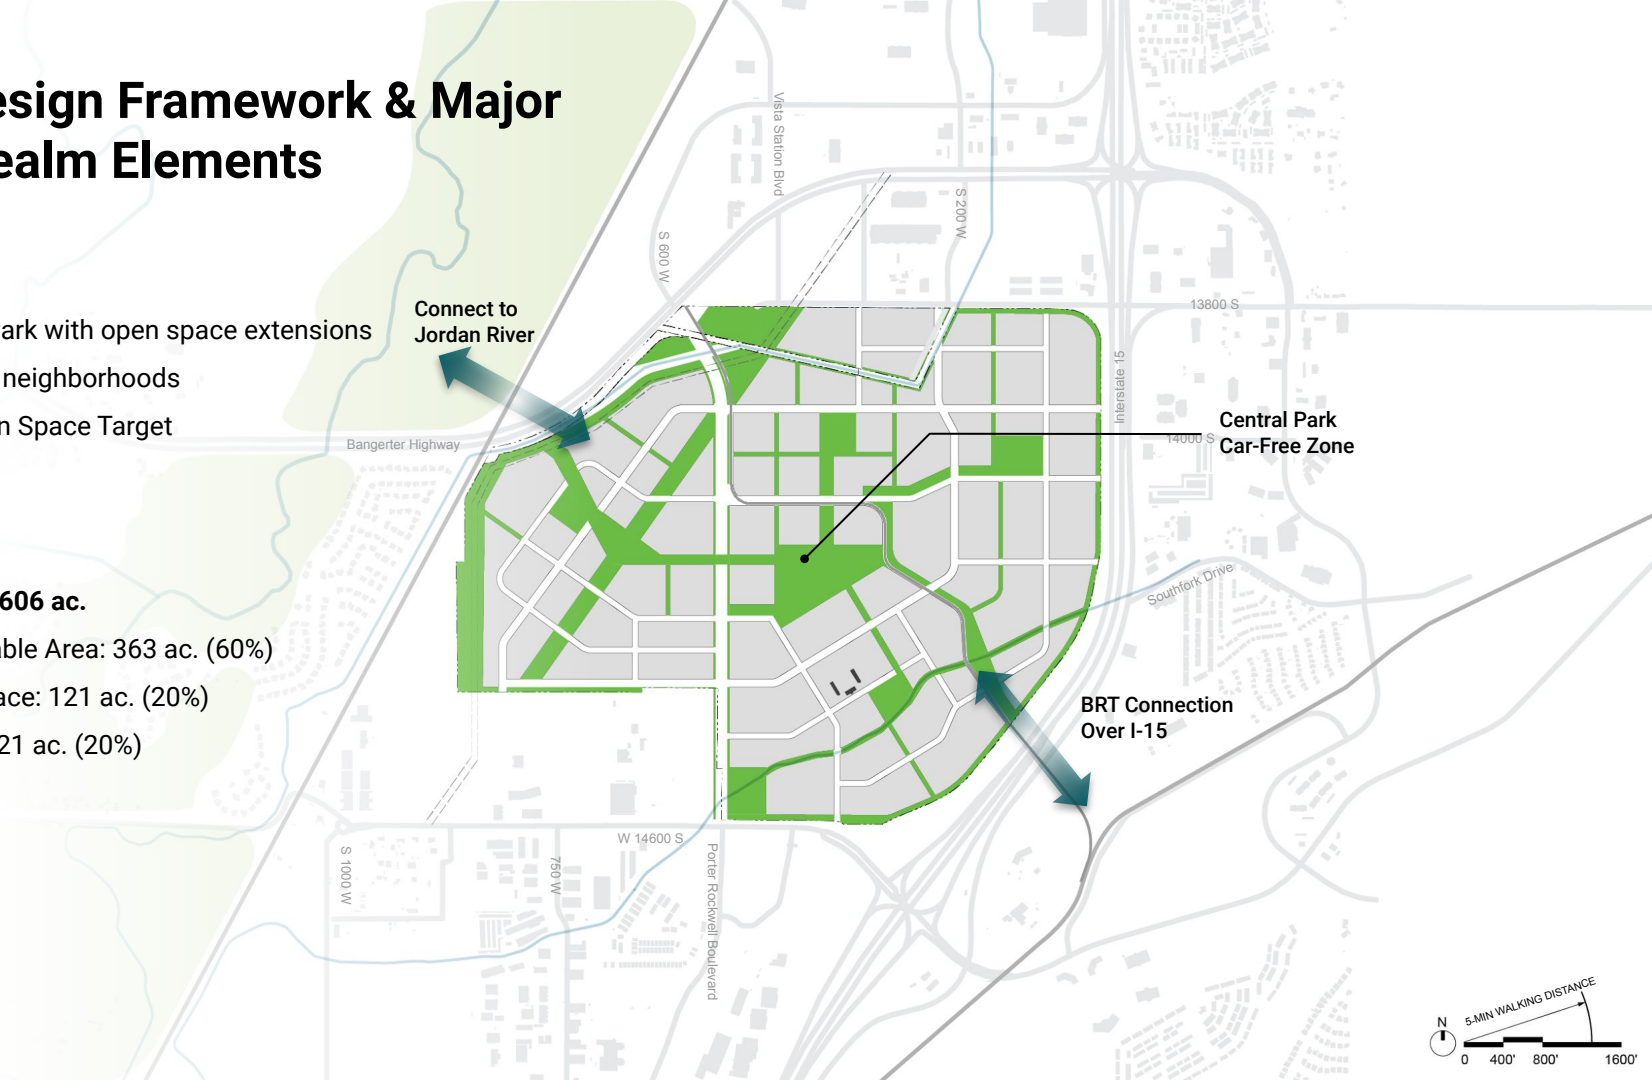 esign Framework & Major
ealm Elements
ark with open space extensions
neighborhoods
n Space Target
606 ac.
able Area: 363 ac. (60%)
ace: 121 ac. (20%)
21 ac. (20%)
Connect to
Jordan River
Bangerter Highway
S 600 W
Vista Station Blvd
S 200 W
13800 S
Interstate 15
14000 S
Central Park
Car-Free Zone
Southfork Drive
BRT Connection
Over I-15
W 14600 S
S 1000 W
750 W
Porter Rockwell Boulevard
5-MIN WALKING DISTANCE
N
0 400' 800' 1600'